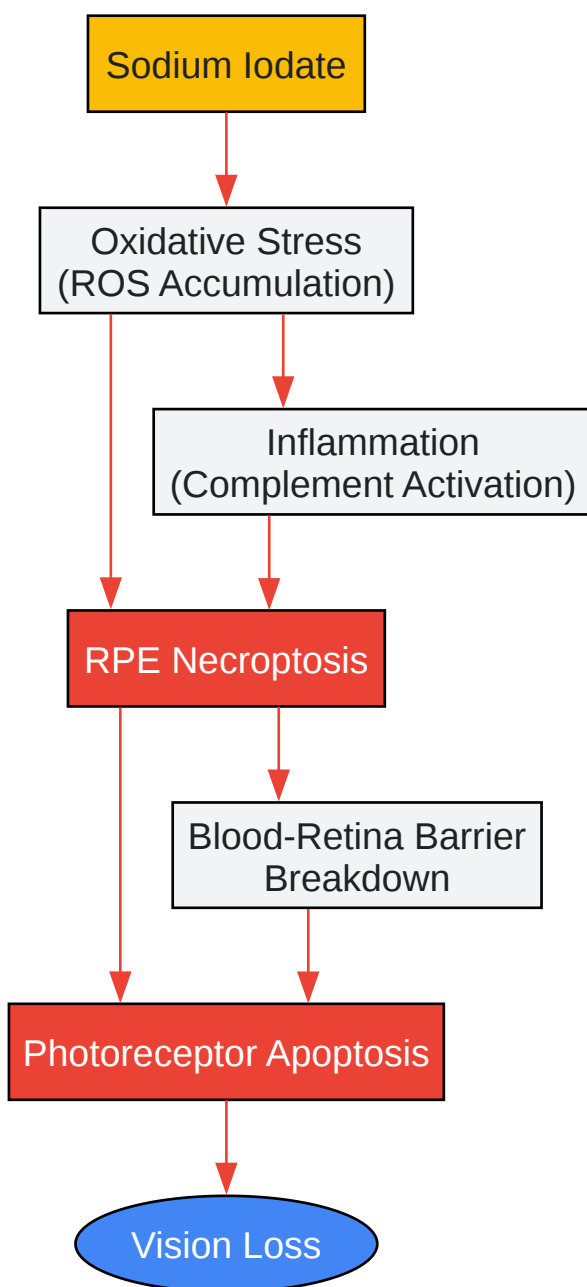 Sodium Iodate
Oxidative Stress
(ROS Accumulation)
Inflammation
(Complement Activation)
RPE Necroptosis
Blood-Retina Barrier
Breakdown
Photoreceptor Apoptosis
Vision Loss